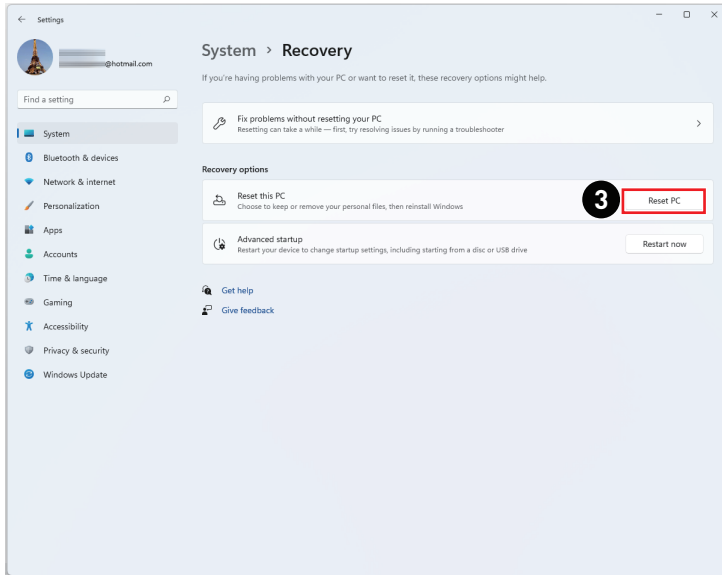 Settings
@hotmail.com
Find a setting
System
Bluetooth & devices
Network & internet
Personalization
Apps
Accounts
Time & language
Gaming
Accessibility
Privacy & security
Windows Update
System > Recovery
If you're having problems with your PC or want to reset it, these recovery options might help.
Fix problems without resetting your PC
Resetting can take a while — first, try resolving issues by running a troubleshooter
Recovery options
Reset this PC
Choose to keep or remove your personal files, then reinstall Windows
3
Reset PC
Advanced startup
Restart your device to change startup settings, including starting from a disc or USB drive
Restart now
Get help
Give feedback